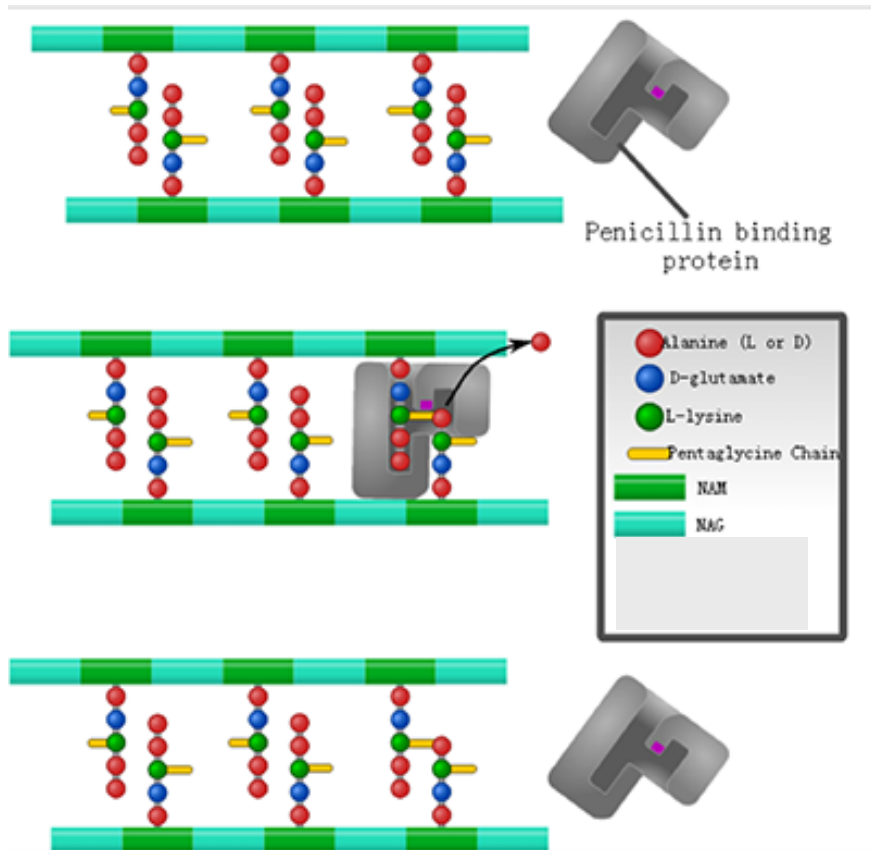 Penicillin binding
protein
Alanine (L or D)
D-glutamate
L-lysine
Pentaglycine Chain
NAM
NAG